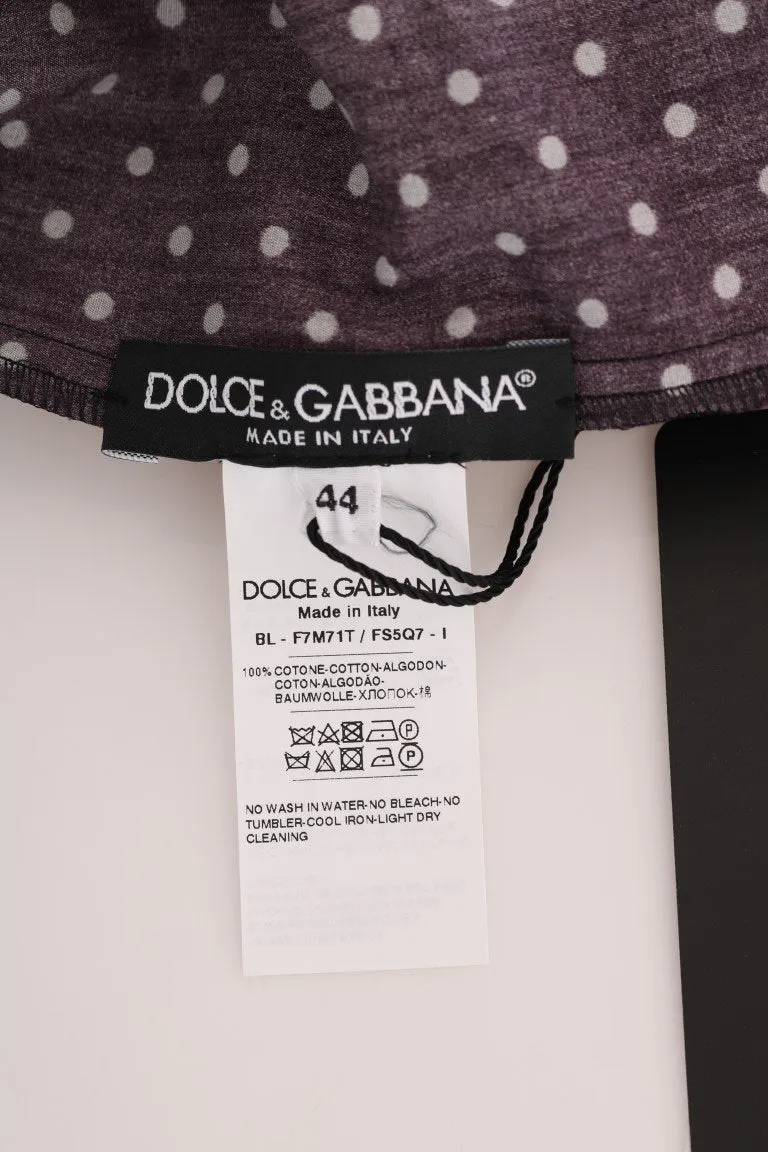 DOLCE & GABBANA®
MADE IN ITALY
44
DOLCE & GABBANA
Made in Italy
BL - F7M71T / FS5Q7 - I
100% COTONE-COTTON-ALGODON-
COTON-ALGODÃO-
BAUMWOLLE-ХЛОПОК-棉
P
P
NO WASH IN WATER-NO BLEACH-NO
TUMBLER-COOL IRON-LIGHT DRY
CLEANING